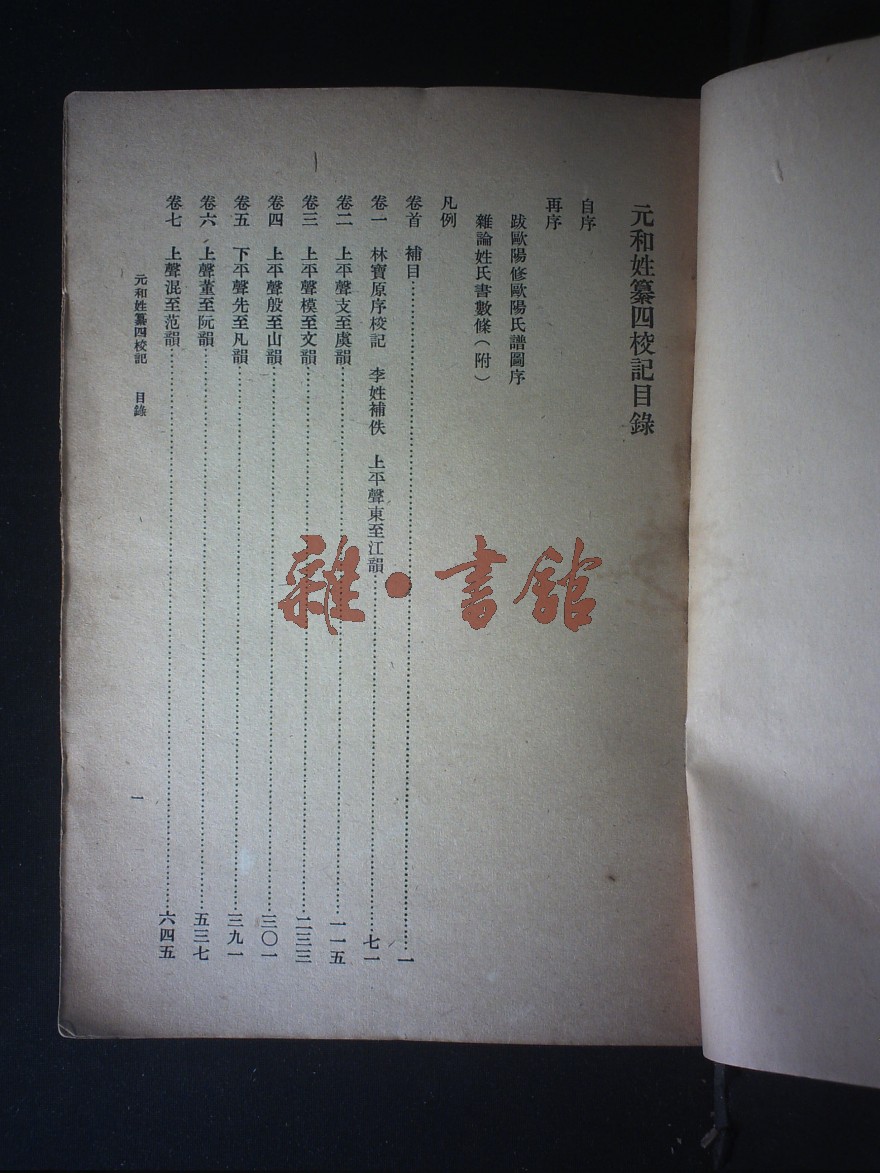 元和姓纂四校記目錄
自序
再序
跋歐陽修歐陽氏譜圖序
雜論姓氏書數條（附）
凡例
卷首 補目……一
卷一 林寶原序校記 李姓補佚 上平聲東至江韻……七一
卷二 上平聲支至虞韻……一一五
卷三 上平聲模至文韻……二三三
卷四 上平聲殷至山韻……三〇一
卷五 下平聲先至凡韻……三九一
卷六 上聲董至阮韻……五三七
卷七 上聲混至范韻……六四五
元和姓纂四校記 目錄
一
雜·書館